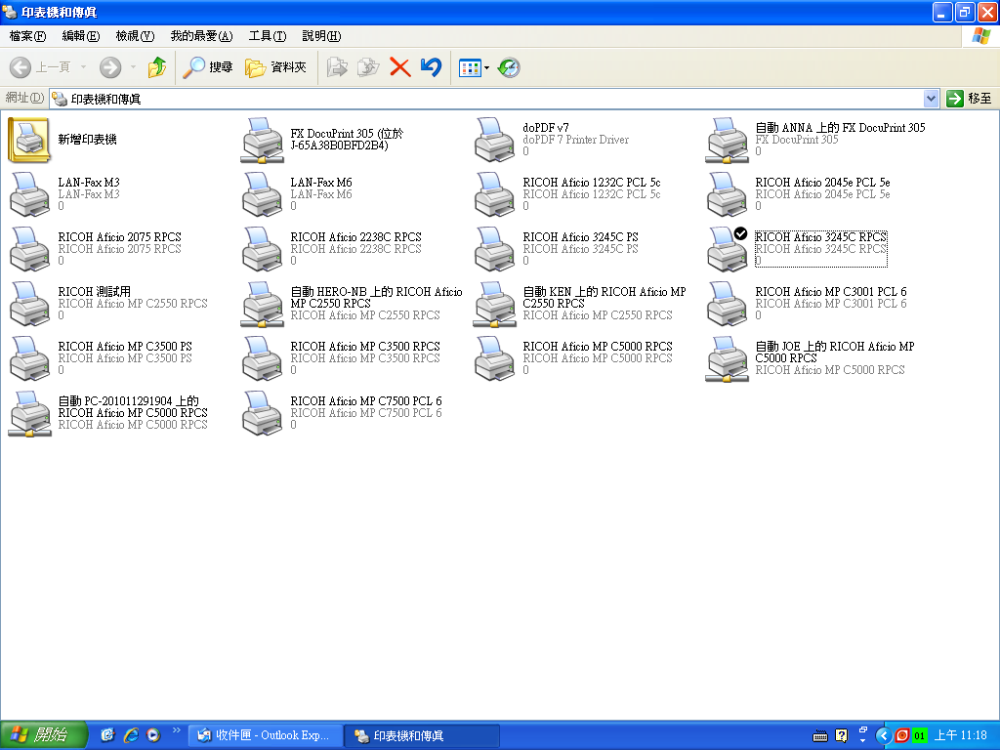 印表機和傳真
檔案(F) 編輯(E) 檢視(V) 我的最愛(A) 工具(T) 說明(H)
上一頁 搜尋 資料夾
網址(D) 印表機和傳真 移至
新增印表機
FX DocuPrint 305 (位於
J-65A38B0BFD2B4)
doPDF v7
doPDF 7 Printer Driver
0
自動 ANNA 上的 FX DocuPrint 305
FX DocuPrint 305
0
LAN-Fax M3
LAN-Fax M3
0
LAN-Fax M6
LAN-Fax M6
0
RICOH Aficio 1232C PCL 5c
RICOH Aficio 1232C PCL 5c
0
RICOH Aficio 2045e PCL 5e
RICOH Aficio 2045e PCL 5e
0
RICOH Aficio 2075 RPCS
RICOH Aficio 2075 RPCS
0
RICOH Aficio 2238C RPCS
RICOH Aficio 2238C RPCS
0
RICOH Aficio 3245C PS
RICOH Aficio 3245C PS
0
RICOH Aficio 3245C RPCS
RICOH Aficio 3245C RPCS
0
RICOH 測試用
RICOH Aficio MP C2550 RPCS
0
自動 HERO-NB 上的 RICOH Aficio
MP C2550 RPCS
RICOH Aficio MP C2550 RPCS
自動 KEN 上的 RICOH Aficio MP
C2550 RPCS
RICOH Aficio MP C2550 RPCS
RICOH Aficio MP C3001 PCL 6
RICOH Aficio MP C3001 PCL 6
0
RICOH Aficio MP C3500 PS
RICOH Aficio MP C3500 PS
0
RICOH Aficio MP C3500 RPCS
RICOH Aficio MP C3500 RPCS
0
RICOH Aficio MP C5000 RPCS
RICOH Aficio MP C5000 RPCS
0
自動 JOE 上的 RICOH Aficio MP
C5000 RPCS
RICOH Aficio MP C5000 RPCS
自動 PC-201011291904 上的
RICOH Aficio MP C5000 RPCS
RICOH Aficio MP C5000 RPCS
RICOH Aficio MP C7500 PCL 6
RICOH Aficio MP C7500 PCL 6
0
開始 收件匣 - Outlook Exp... 印表機和傳真 01 上午 11:18